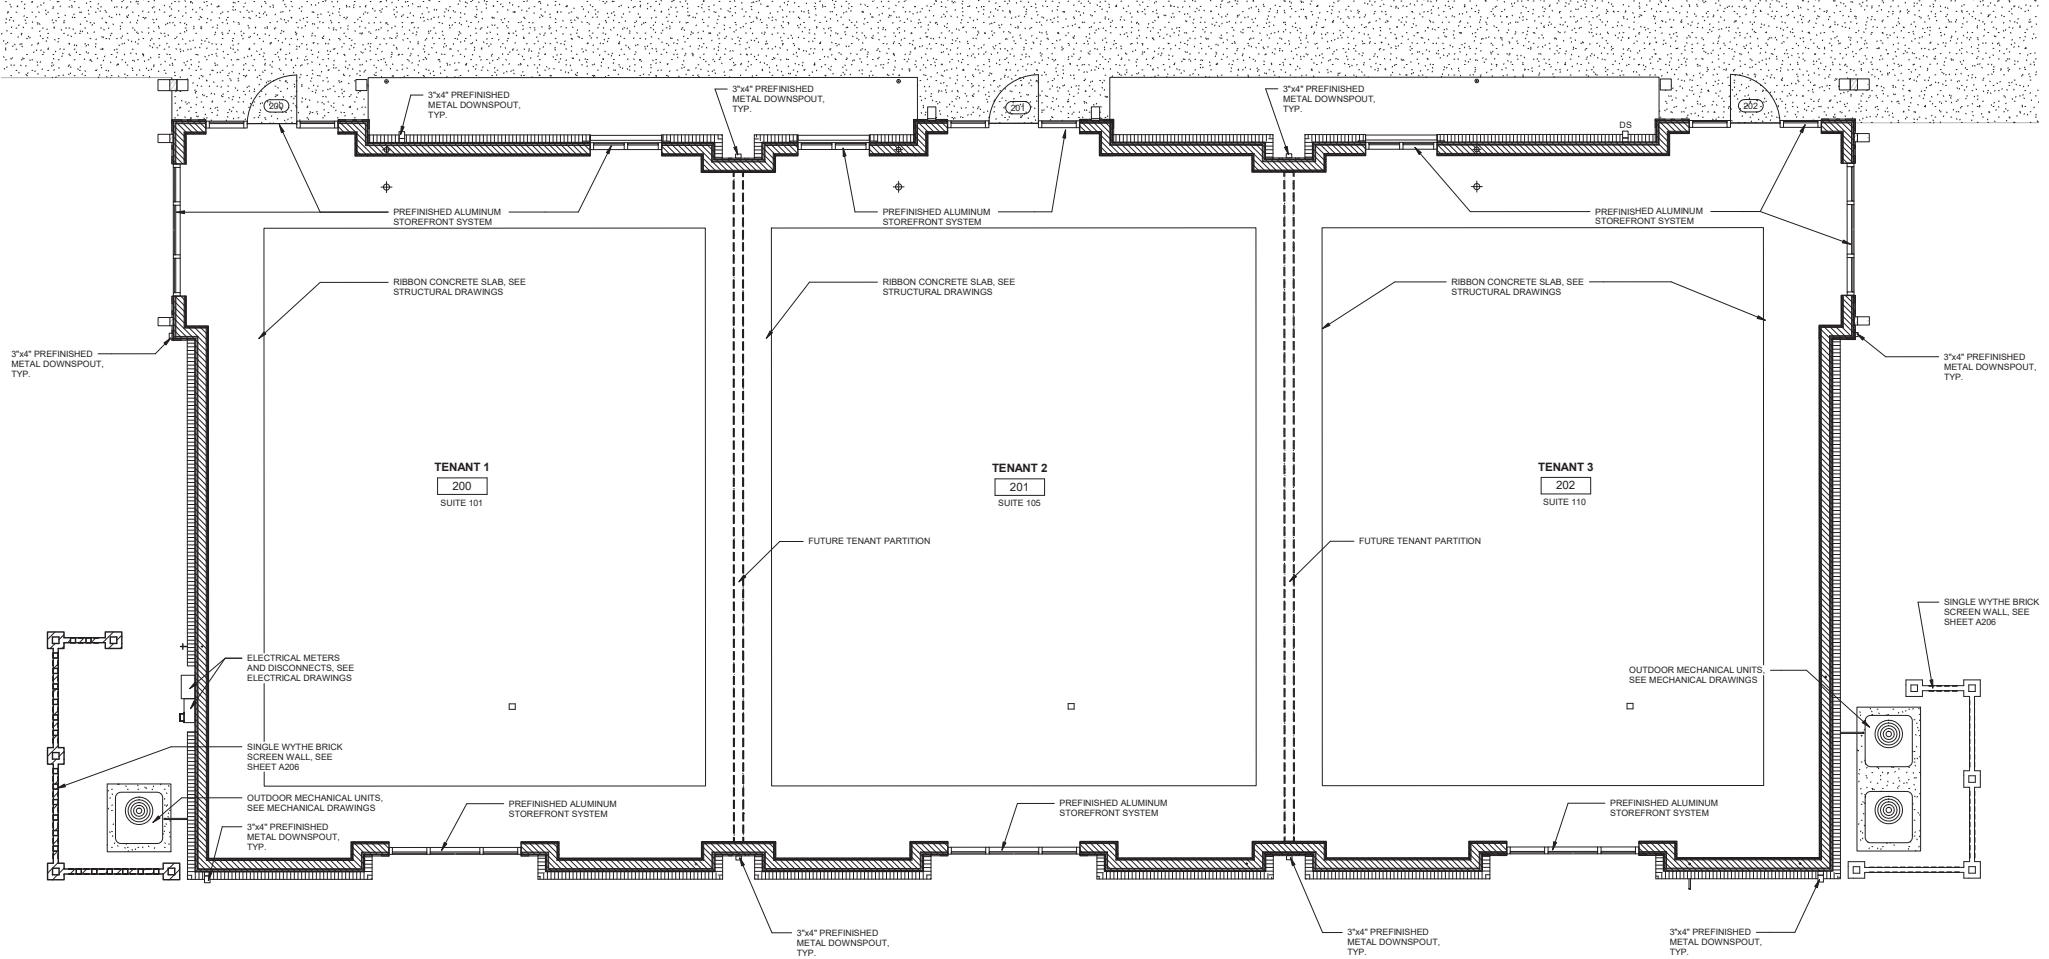 3"x4" PREFINISHED
METAL DOWNSPOUT,
TYP.
3"x4" PREFINISHED
METAL DOWNSPOUT,
TYP.
3"x4" PREFINISHED
METAL DOWNSPOUT,
TYP.
200
201
202
DS
PREFINISHED ALUMINUM
STOREFRONT SYSTEM
PREFINISHED ALUMINUM
STOREFRONT SYSTEM
PREFINISHED ALUMINUM
STOREFRONT SYSTEM
RIBBON CONCRETE SLAB, SEE
STRUCTURAL DRAWINGS
RIBBON CONCRETE SLAB, SEE
STRUCTURAL DRAWINGS
RIBBON CONCRETE SLAB, SEE
STRUCTURAL DRAWINGS
3"x4" PREFINISHED
METAL DOWNSPOUT,
TYP.
3"x4" PREFINISHED
METAL DOWNSPOUT,
TYP.
TENANT 1
200
SUITE 101
TENANT 2
201
SUITE 105
TENANT 3
202
SUITE 110
FUTURE TENANT PARTITION
FUTURE TENANT PARTITION
SINGLE WYTHE BRICK
SCREEN WALL, SEE
SHEET A206
ELECTRICAL METERS
AND DISCONNECTS, SEE
ELECTRICAL DRAWINGS
OUTDOOR MECHANICAL UNITS,
SEE MECHANICAL DRAWINGS
SINGLE WYTHE BRICK
SCREEN WALL, SEE
SHEET A206
OUTDOOR MECHANICAL UNITS,
SEE MECHANICAL DRAWINGS
3"x4" PREFINISHED
METAL DOWNSPOUT,
TYP.
PREFINISHED ALUMINUM
STOREFRONT SYSTEM
PREFINISHED ALUMINUM
STOREFRONT SYSTEM
PREFINISHED ALUMINUM
STOREFRONT SYSTEM
3"x4" PREFINISHED
METAL DOWNSPOUT,
TYP.
3"x4" PREFINISHED
METAL DOWNSPOUT,
TYP.
3"x4" PREFINISHED
METAL DOWNSPOUT,
TYP.